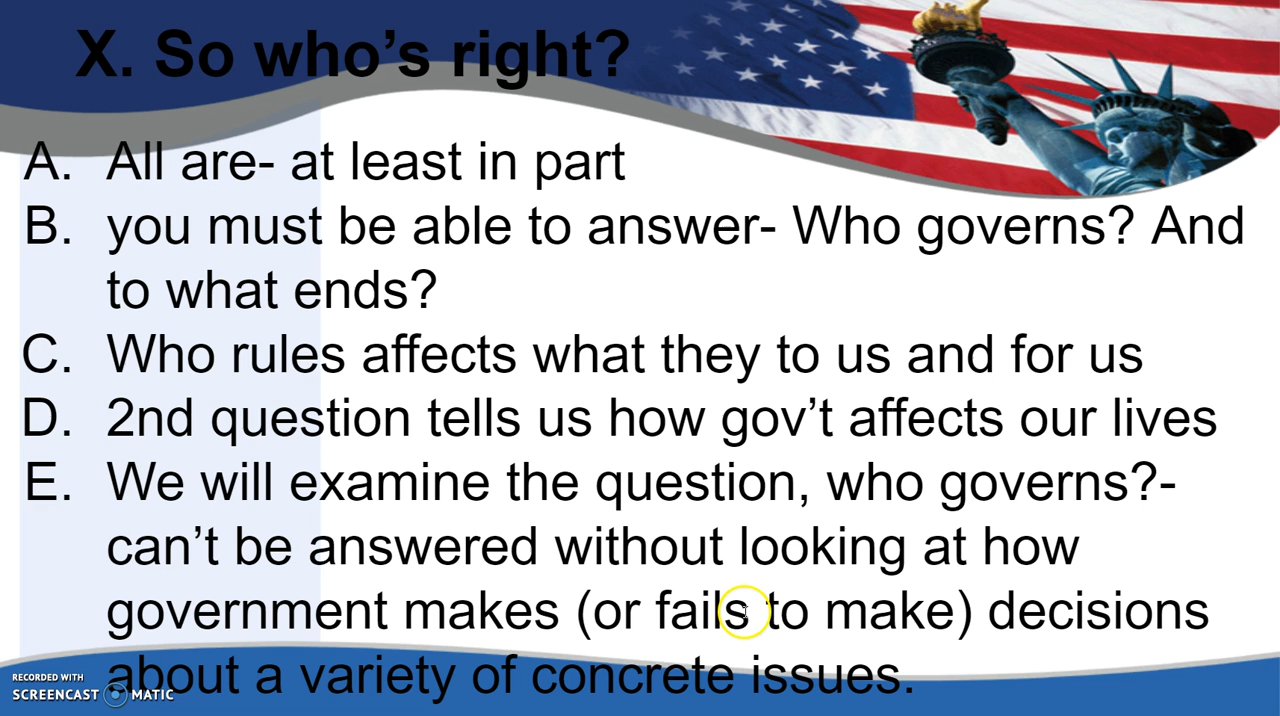 X. So who's right?
A. All are- at least in part
B. you must be able to answer- Who governs? And
to what ends?
C. Who rules affects what they to us and for us
D. 2nd question tells us how gov't affects our lives
E. We will examine the question, who governs?-
can't be answered without looking at how
government makes (or fails to make) decisions
about a variety of concrete issues.
RECORDED WITH
SCREENCAST MATIC